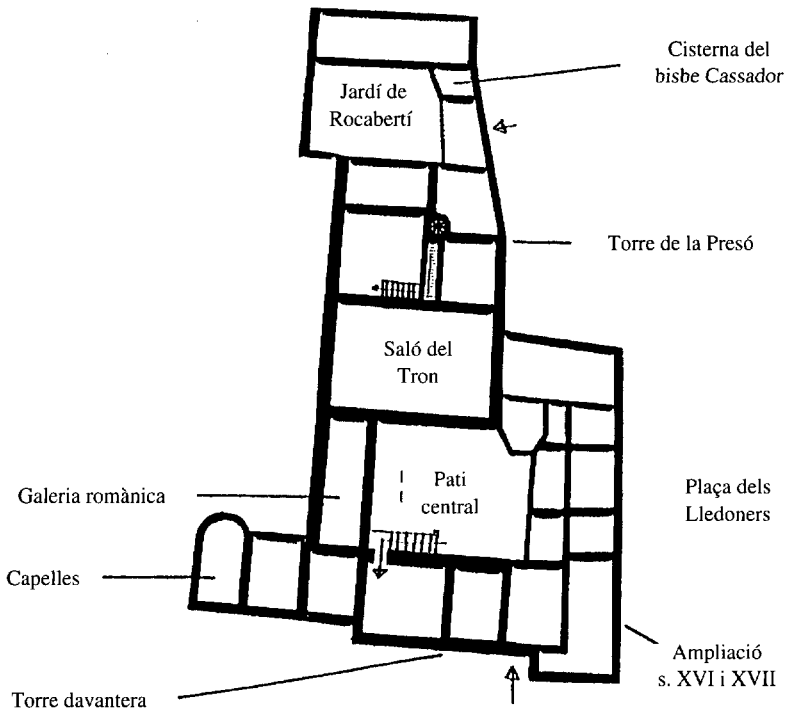 Cisterna del
bisbe Cassador
Jardí de
Rocabertí
Torre de la Presó
Saló del
Tron
Galeria romànica
Pati
central
Plaça dels
Lledoners
Capelles
Ampliació
s. XVI i XVII
Torre davantera